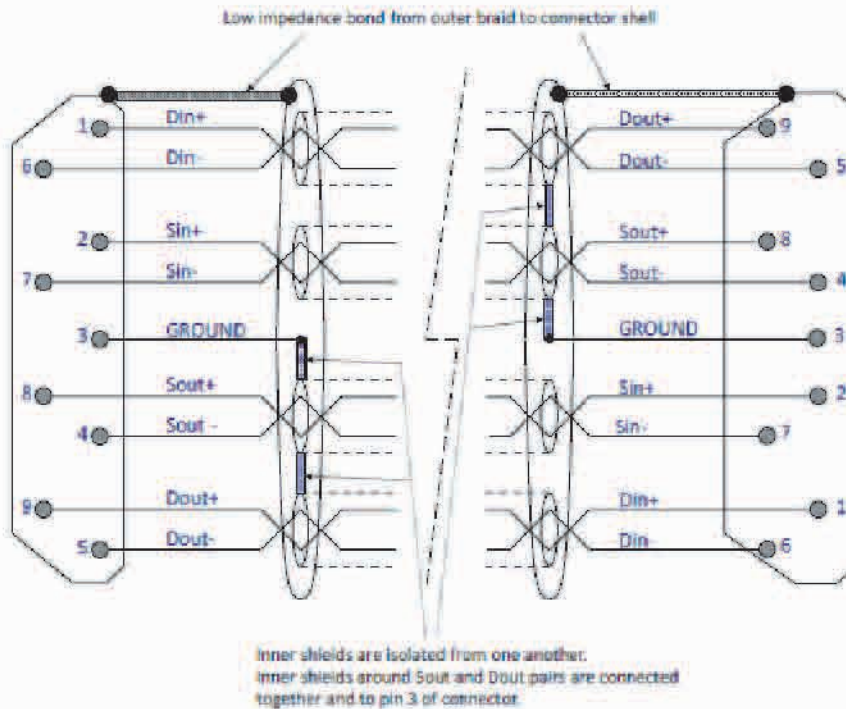 Low impedance bond from outer braid to connector shell
1 Din+ Dout+ 9
6 Din- Dout- 5
2 Sin+ Sout+ 8
7 Sin- Sout- 4
3 GROUND GROUND 3
8 Sout+ Sin+ 2
4 Sout - Sin- 7
9 Dout+ Din+ 1
5 Dout- Din 6
Inner shields are isolated from one another.
Inner shields around Sout and Dout pairs are connected
together and to pin 3 of connector.